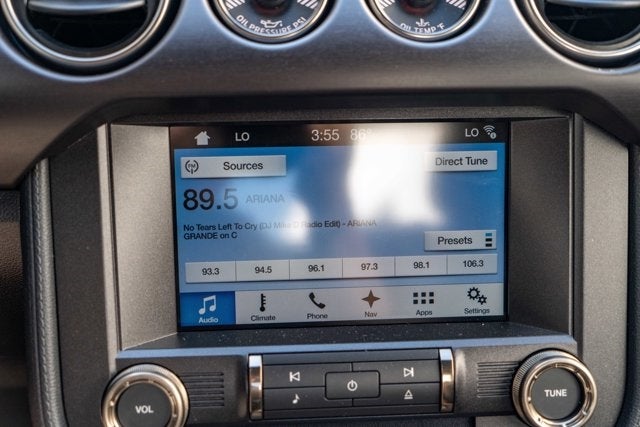 OIL PRESSURE PSI
OIL TEMP °F
LO 3:55 86° LO
FM Sources
Direct Tune
89.5 ARIANA
No Tears Left To Cry (DJ Mike D Radio Edit) - ARIANA
GRANDE on C
Presets
93.3 94.5 96.1 97.3 98.1 106.3
Audio Climate Phone Nav Apps Settings
VOL
TUNE